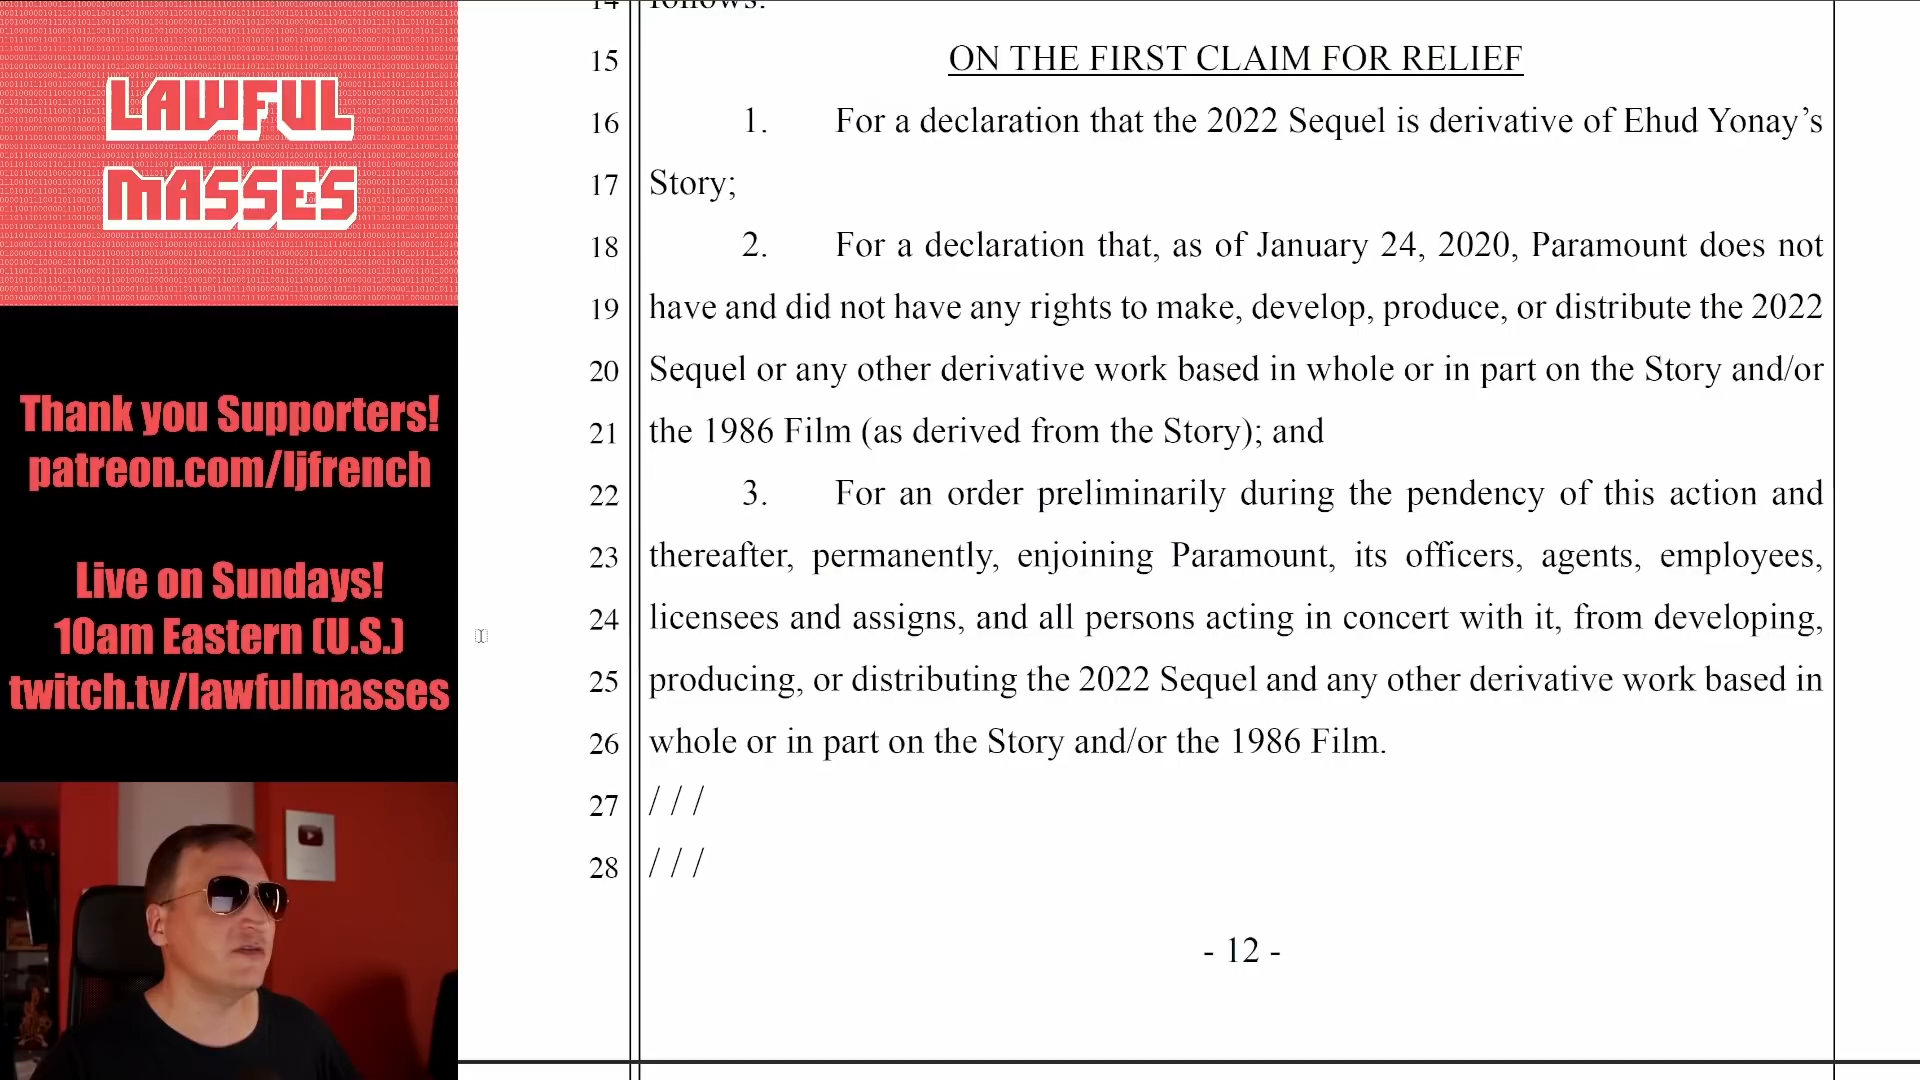 LAWFUL
MASSES
Thank you Supporters!
patreon.com/ljfrench
Live on Sundays!
10am Eastern (U.S.)
twitch.tv/lawfulmasses
14 follows:
15 ON THE FIRST CLAIM FOR RELIEF
16 1. For a declaration that the 2022 Sequel is derivative of Ehud Yonay’s
17 Story;
18 2. For a declaration that, as of January 24, 2020, Paramount does not
19 have and did not have any rights to make, develop, produce, or distribute the 2022
20 Sequel or any other derivative work based in whole or in part on the Story and/or
21 the 1986 Film (as derived from the Story); and
22 3. For an order preliminarily during the pendency of this action and
23 thereafter, permanently, enjoining Paramount, its officers, agents, employees,
24 licensees and assigns, and all persons acting in concert with it, from developing,
25 producing, or distributing the 2022 Sequel and any other derivative work based in
26 whole or in part on the Story and/or the 1986 Film.
27 / / /
28 / / /
- 12 -